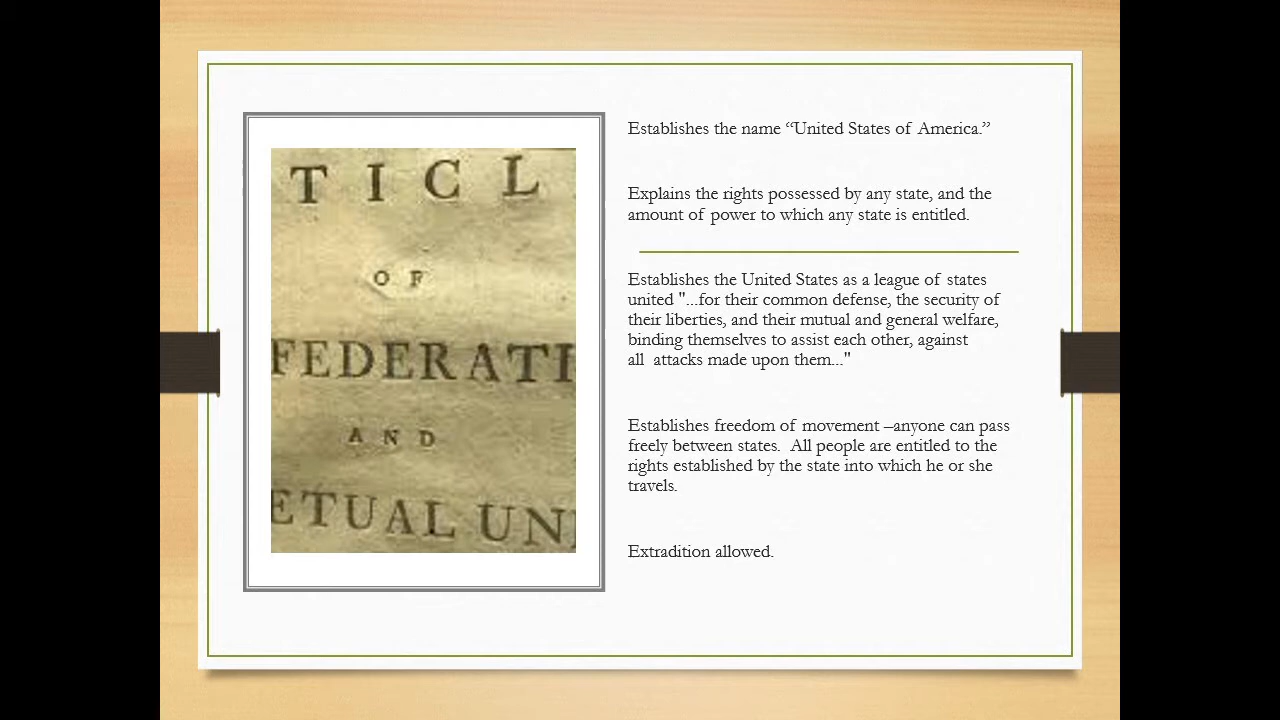 T I C L
O F
FEDERATI
A N D
ETUAL UNI
Establishes the name “United States of America.”
Explains the rights possessed by any state, and the
amount of power to which any state is entitled.
Establishes the United States as a league of states
united "...for their common defense, the security of
their liberties, and their mutual and general welfare,
binding themselves to assist each other, against
all  attacks made upon them..."
Establishes freedom of movement –anyone can pass
freely between states.  All people are entitled to the
rights established by the state into which he or she
travels.
Extradition allowed.